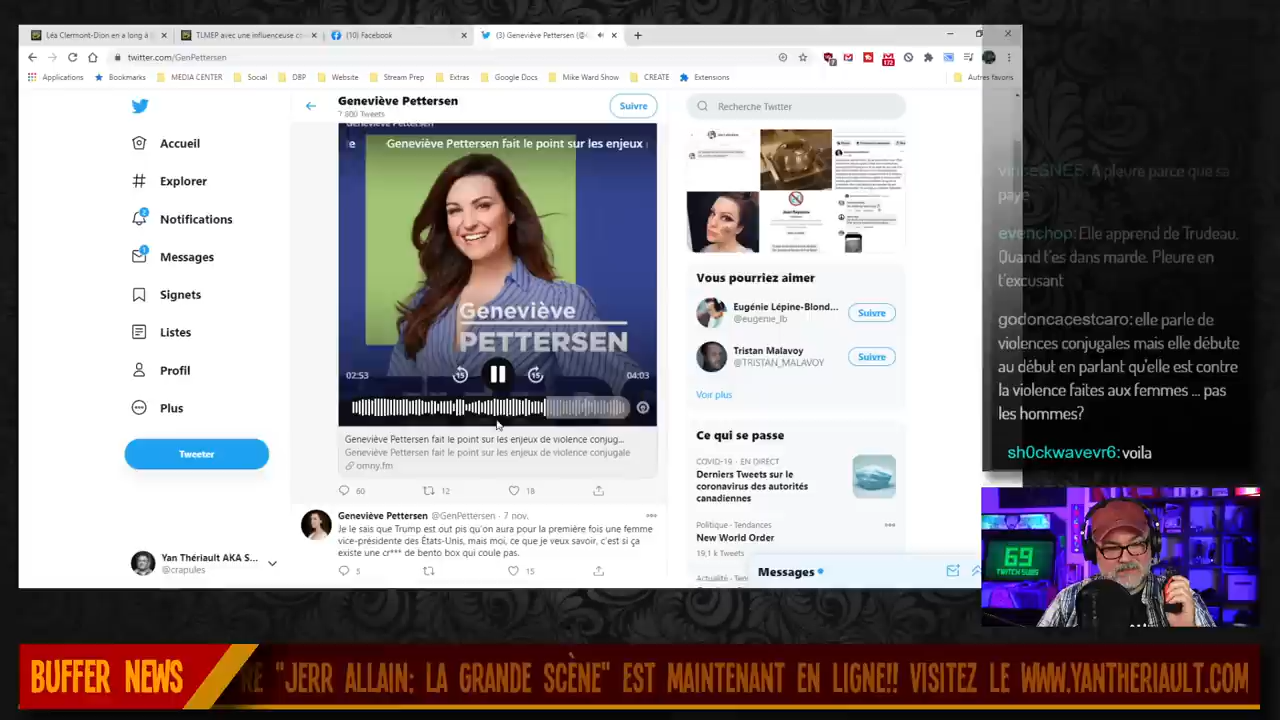 Léa Clermont-Dion en a long à
TLMEP avec une influenceuse co
(10) Facebook
(3) Geneviève Pettersen (@
twitter.com/GenPettersen
Applications
Bookmarks
MEDIA CENTER
Social
DBP
Website
Stream Prep
Extras
Google Docs
Mike Ward Show
CREATE
Extensions
Autres favoris
Geneviève Pettersen
7 800 Tweets
Suivre
Recherche Twitter
Accueil
Explorer
Notifications
Messages
Signets
Listes
Profil
Plus
Tweeter
Yan Thériault AKA S...
@crapules
e Geneviève Pettersen fait le point sur les enjeux
Geneviève
PETTERSEN
02:53
15
15
04:03
Geneviève Pettersen fait le point sur les enjeux de violence conjug...
Geneviève Pettersen fait le point sur les enjeux de violence conjugale
omny.fm
60
12
18
Geneviève Pettersen @GenPettersen · 7 nov.
Je le sais que Trump est out pis qu'on aura pour la première fois une femme
vice-présidente des États-Unis, mais moi, ce que je veux savoir, c'est si ça
existe une cr*** de bento box qui coule pas.
5
15
Vous pourriez aimer
Eugénie Lépine-Blond...
@eugenie_lb
Suivre
Tristan Malavoy
@TRISTAN_MALAVOY
Suivre
Voir plus
Ce qui se passe
COVID-19 · EN DIRECT
Derniers Tweets sur le
coronavirus des autorités
canadiennes
Politique · Tendances
New World Order
19,1 k Tweets
Messages
paye
evenchop: Elle apprend de Trudeau.
Quand t'es dans marde. Pleure en
t'excusant
godoncacestcaro: elle parle de
violences conjugales mais elle débute
au début en parlant qu'elle est contre
la violence faites aux femmes ... pas
les hommes?
sh0ckwavevr6: voila
69
TWITCH SUBS
BUFFER NEWS
RE "JERR ALLAIN: LA GRANDE SCÈNE" EST MAINTENANT EN LIGNE!! VISITEZ LE WWW.YANTHERIAULT.COM